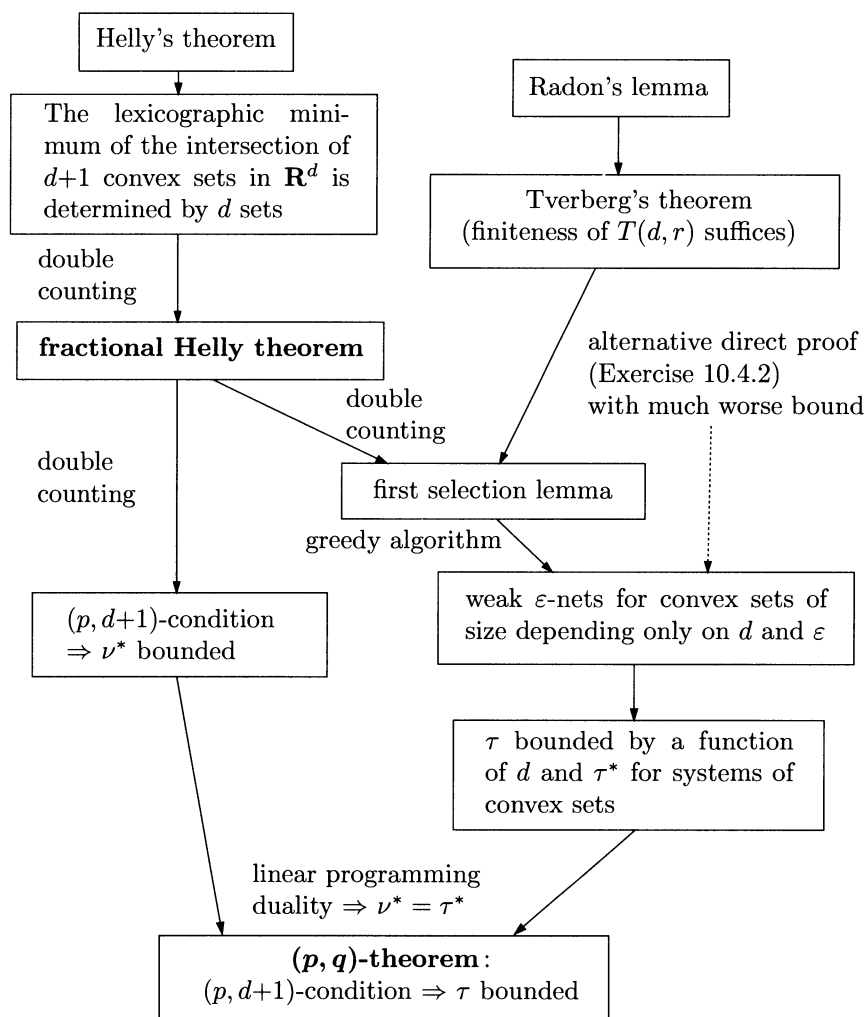 Helly's theorem
Radon's lemma
The lexicographic mini-
mum of the intersection of
d+1 convex sets in R^d is
determined by d sets
Tverberg's theorem
(finiteness of T(d, r) suffices)
double
counting
fractional Helly theorem
alternative direct proof
(Exercise 10.4.2)
with much worse bound
double
counting
double
counting
first selection lemma
greedy algorithm
weak ε-nets for convex sets of
size depending only on d and ε
(p, d+1)-condition
⇒ ν* bounded
τ bounded by a function
of d and τ* for systems of
convex sets
linear programming
duality ⇒ ν* = τ*
(p, q)-theorem:
(p, d+1)-condition ⇒ τ bounded